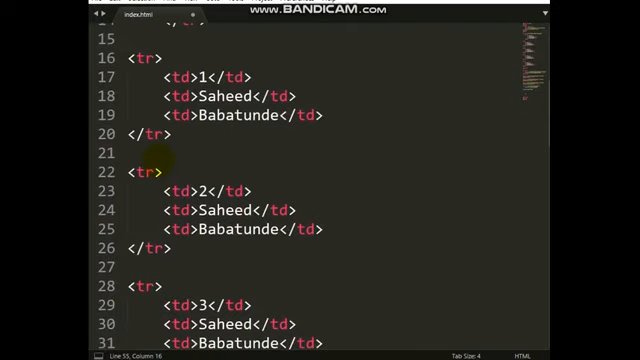 www.BANDICAM.com
index.html
14 </tr>
15
16 <tr>
17 <td>1</td>
18 <td>Saheed</td>
19 <td>Babatunde</td>
20 </tr>
21
22 <tr>
23 <td>2</td>
24 <td>Saheed</td>
25 <td>Babatunde</td>
26 </tr>
27
28 <tr>
29 <td>3</td>
30 <td>Saheed</td>
31 <td>Babatunde</td>
Line 55, Column 16 Tab Size: 4 HTML